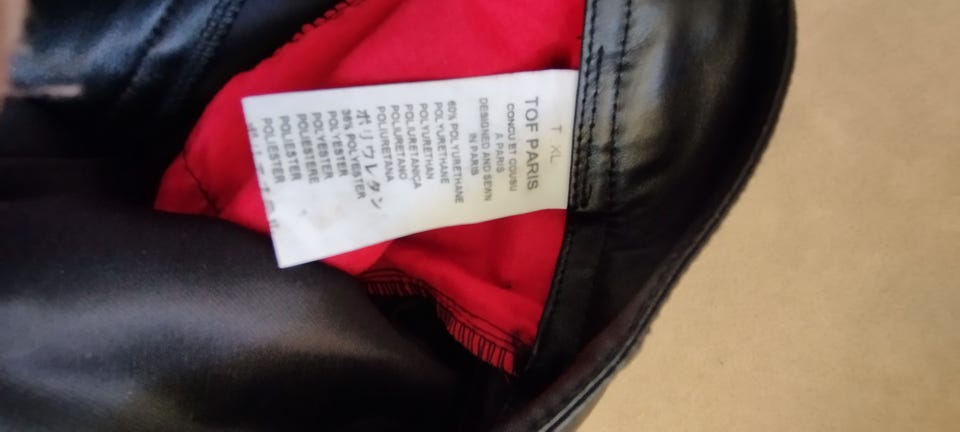 T XL
TOF PARIS
CONCU ET COUSU
A PARIS
DESIGNED AND SEWN
IN PARIS
60% POLYURETHANE
POLYURETHANE
POLYURETHAN
POLIURETANICA
POLIURETANO
POLIURETANA
ポリウレタン
38% POLYESTER
POLYESTER
POLYESTER
POLIESTERE
POLIESTER
POLIESTER